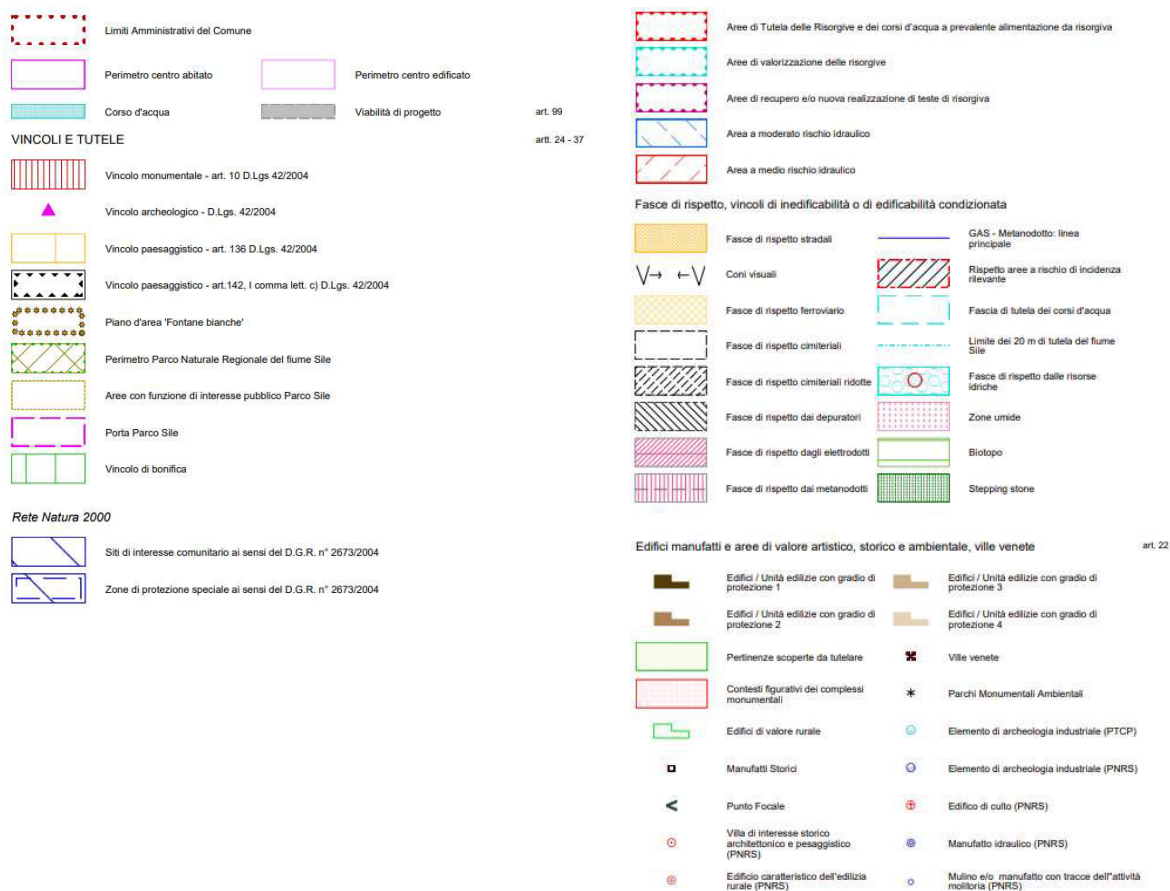 Limiti Amministrativi del Comune
Perimetro centro abitato
Perimetro centro edificato
Corso d'acqua
Viabilità di progetto
art. 99
VINCOLI E TUTELE
artt. 24 - 37
Vincolo monumentale - art. 10 D.Lgs 42/2004
Vincolo archeologico - D.Lgs. 42/2004
Vincolo paesaggistico - art. 136 D.Lgs. 42/2004
Vincolo paesaggistico - art.142, I comma lett. c) D.Lgs. 42/2004
Piano d'area 'Fontane bianche'
Perimetro Parco Naturale Regionale del fiume Sile
Aree con funzione di interesse pubblico Parco Sile
Porta Parco Sile
Vincolo di bonifica
Rete Natura 2000
Siti di interesse comunitario ai sensi del D.G.R. n° 2673/2004
Zone di protezione speciale ai sensi del D.G.R. n° 2673/2004
Aree di Tutela delle Risorgive e dei corsi d'acqua a prevalente alimentazione da risorgiva
Aree di valorizzazione delle risorgive
Aree di recupero e/o nuova realizzazione di teste di risorgiva
Area a moderato rischio idraulico
Area a medio rischio idraulico
Fasce di rispetto, vincoli di inedificabilità o di edificabilità condizionata
Fasce di rispetto stradali
GAS - Metanodotto: linea
principale
Coni visuali
Rispetto aree a rischio di incidenza
rilevante
Fasce di rispetto ferroviario
Fascia di tutela dei corsi d'acqua
Fasce di rispetto cimiteriali
Limite dei 20 m di tutela del fiume
Sile
Fasce di rispetto cimiteriali ridotte
Fasce di rispetto dalle risorse
idriche
Fasce di rispetto dai depuratori
Zone umide
Fasce di rispetto dagli elettrodotti
Biotopo
Fasce di rispetto dai metanodotti
Stepping stone
Edifici manufatti e aree di valore artistico, storico e ambientale, ville venete
art. 22
Edifici / Unità edilizie con gradio di
protezione 1
Edifici / Unità edilizie con gradio di
protezione 3
Edifici / Unità edilizie con gradio di
protezione 2
Edifici / Unità edilizie con gradio di
protezione 4
Pertinenze scoperte da tutelare
Ville venete
Contesti figurativi dei complessi
monumentali
Parchi Monumentali Ambientali
Edifici di valore rurale
Elemento di archeologia industriale (PTCP)
Manufatti Storici
Elemento di archeologia industriale (PNRS)
Punto Focale
Edifico di culto (PNRS)
Villa di interesse storico
architettonico e pesaggistico
(PNRS)
Manufatto idraulico (PNRS)
Edificio caratteristico dell'edilizia
rurale (PNRS)
Mulino e/o manufatto con tracce dell"attività
molitoria (PNRS)